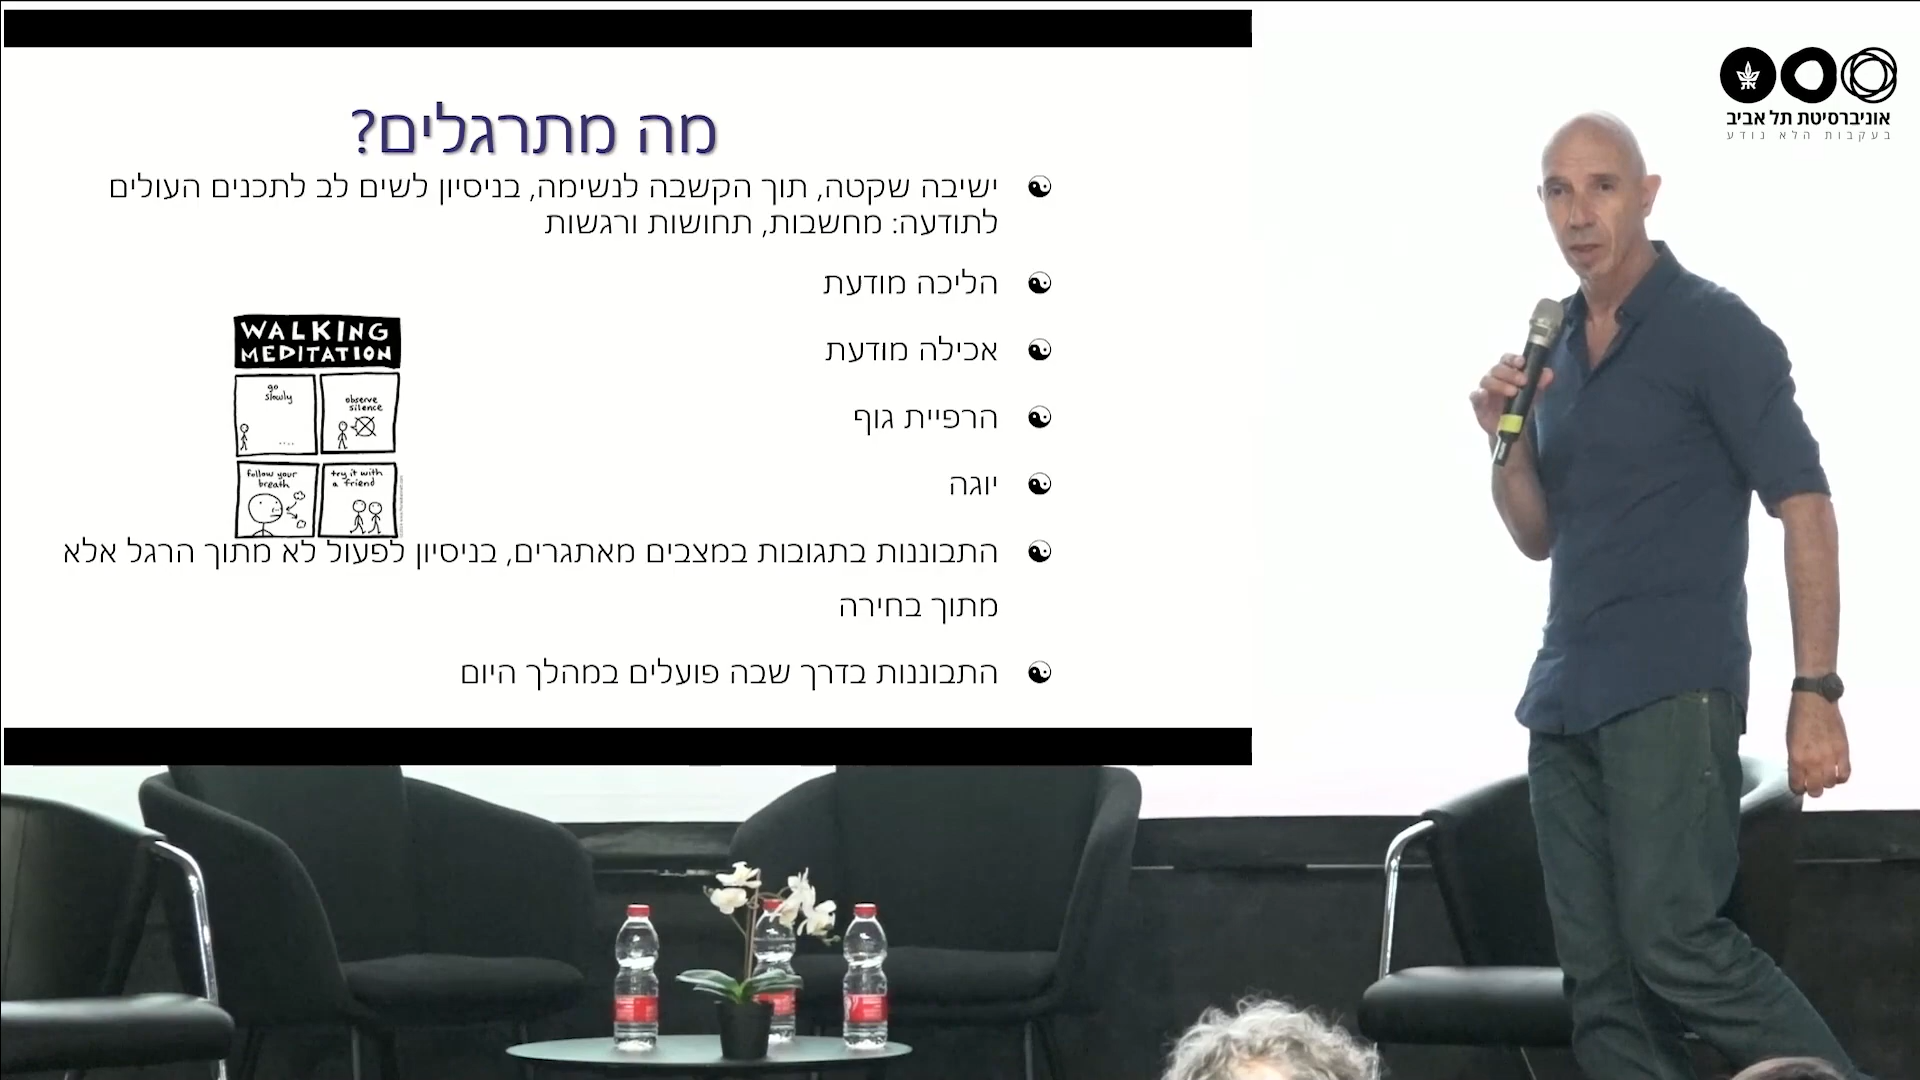 מה מתרגלים?
ישיבה שקטה, תוך הקשבה לנשימה, בניסיון לשים לב לתכנים העולים
לתודעה: מחשבות, תחושות ורגשות
הליכה מודעת
אכילה מודעת
הרפיית גוף
יוגה
התבוננות בתגובות במצבים מאתגרים, בניסיון לפעול לא מתוך הרגל אלא
מתוך בחירה
התבוננות בדרך שבה פועלים במהלך היום
WALKING
MEDITATION
go
slowly
observe
silence
follow your
breath
try it with
a friend
אוניברסיטת תל אביב
בעקבות הלא נודע